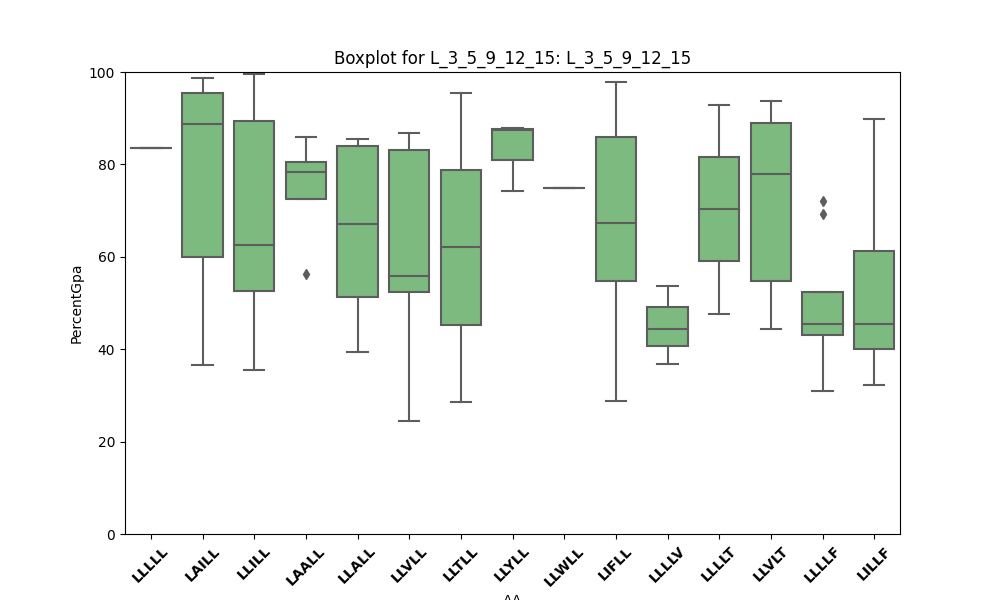 Boxplot for L_3_5_9_12_15: L_3_5_9_12_15
100
80
60
40
20
0
PercentGpa
LLLLL
LAILL
LLILL
LAALL
LLALL
LLVLL
LLTLL
LLYLL
LLWLL
LIFLL
LLLLV
LLLLT
LLVLT
LLLLF
LILLF
AA